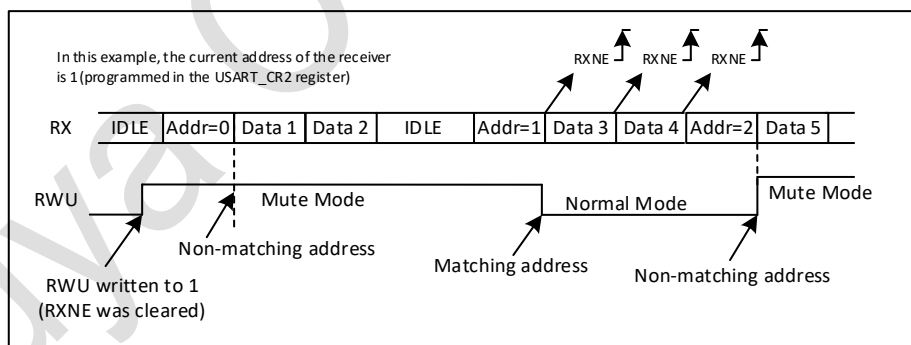 In this example, the current address of the receiver
is 1(programmed in the USART_CR2 register)
RXNE RXNE RXNE
RX IDLE Addr=0 Data 1 Data 2 IDLE Addr=1 Data 3 Data 4 Addr=2 Data 5
RWU Mute Mode Normal Mode Mute Mode
Non-matching address Matching address Non-matching address
RWU written to 1
(RXNE was cleared)